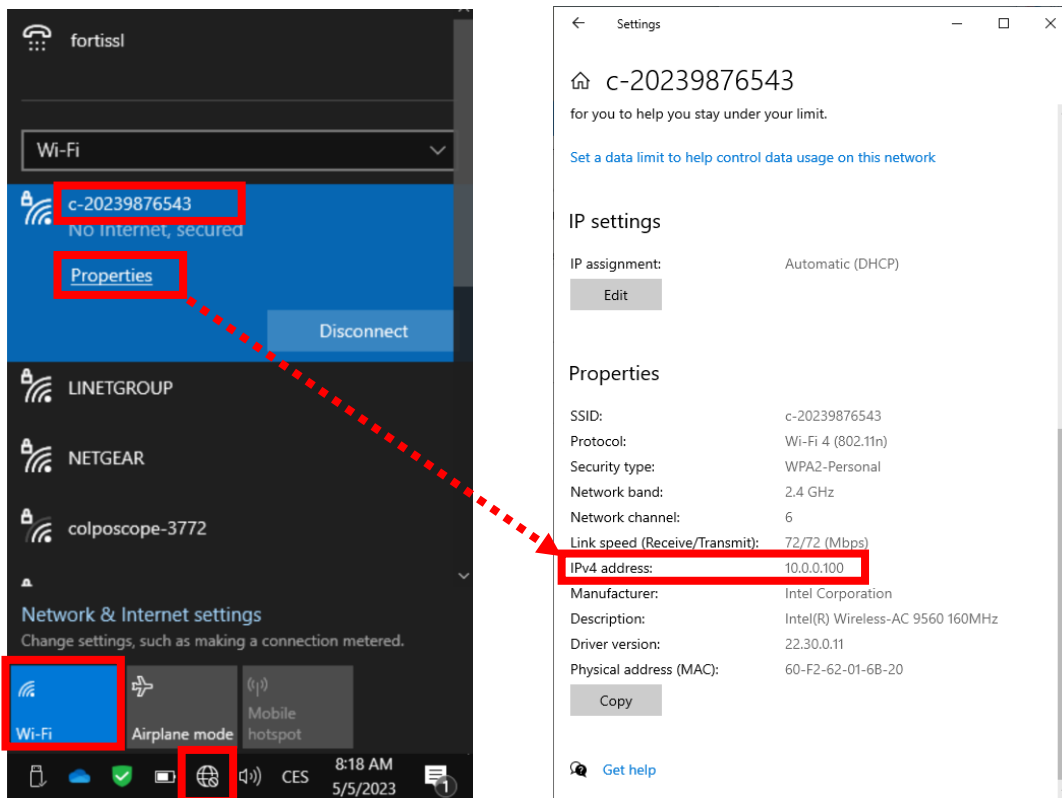 fortissl
Wi-Fi
c-20239876543
No Internet, secured
Properties
Disconnect
LINETGROUP
NETGEAR
colposcope-3772
Network & Internet settings
Change settings, such as making a connection metered.
Wi-Fi
Airplane mode
Mobile hotspot
CES
8:18 AM
5/5/2023
1
Settings
c-20239876543
for you to help you stay under your limit.
Set a data limit to help control data usage on this network
IP settings
IP assignment: Automatic (DHCP)
Edit
Properties
SSID: c-20239876543
Protocol: Wi-Fi 4 (802.11n)
Security type: WPA2-Personal
Network band: 2.4 GHz
Network channel: 6
Link speed (Receive/Transmit): 72/72 (Mbps)
IPv4 address: 10.0.0.100
Manufacturer: Intel Corporation
Description: Intel(R) Wireless-AC 9560 160MHz
Driver version: 22.30.0.11
Physical address (MAC): 60-F2-62-01-6B-20
Copy
Get help